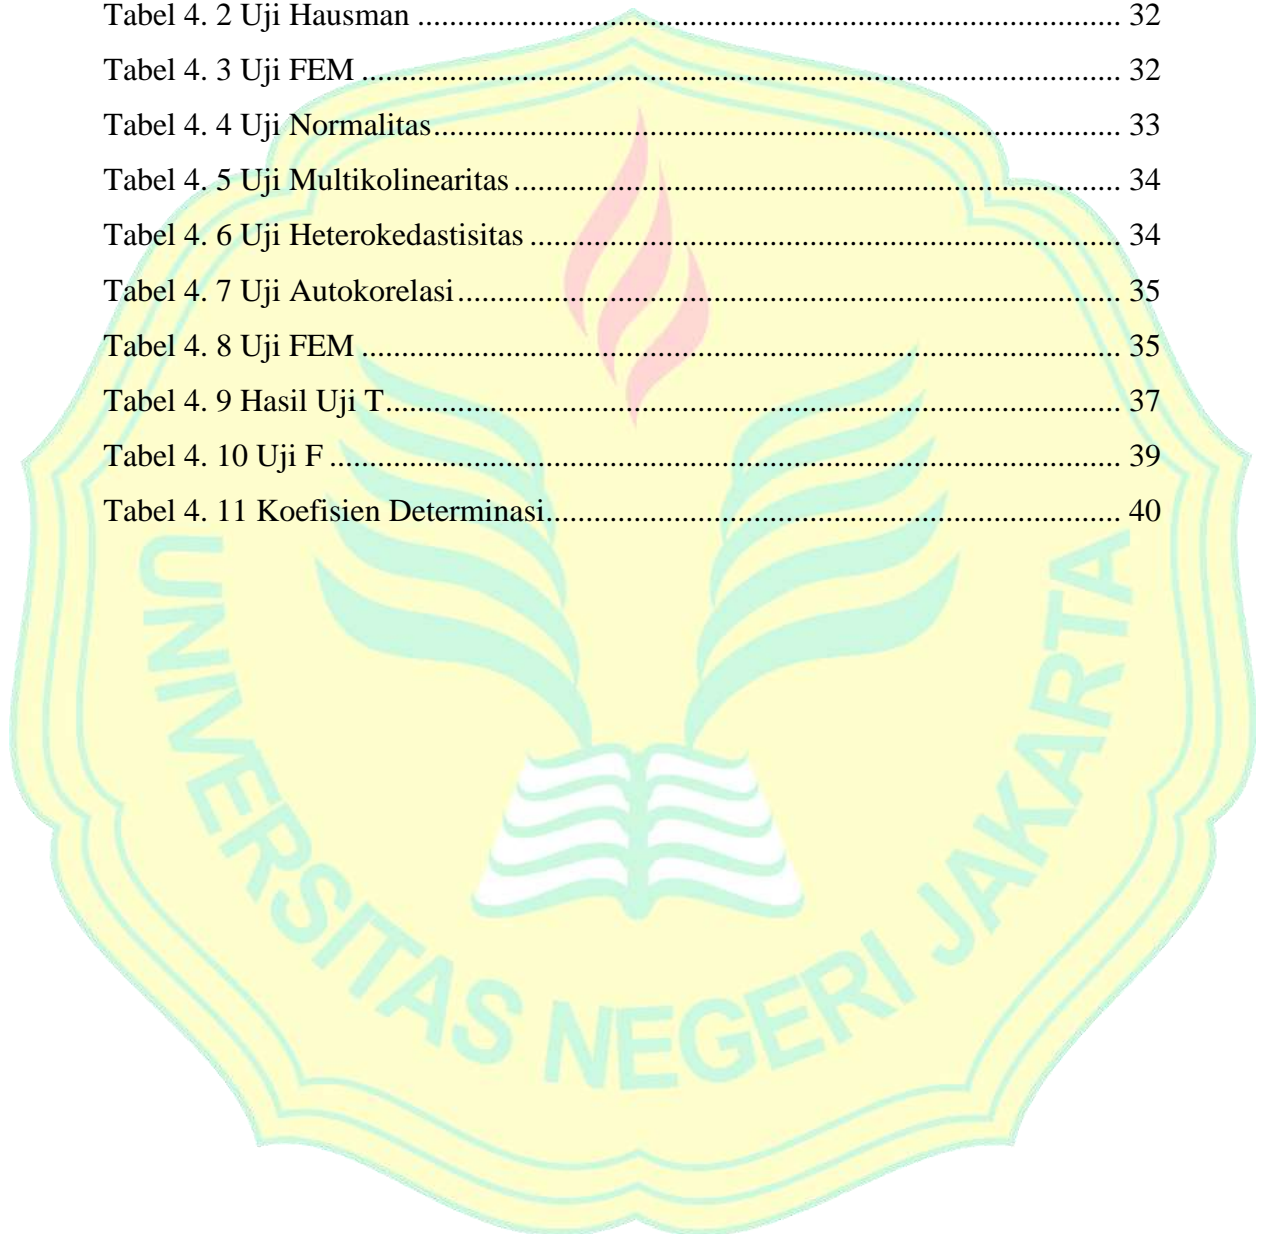 Tabel 4. 2 Uji Hausman ...................................................................................... 32
Tabel 4. 3 Uji FEM ............................................................................................. 32
Tabel 4. 4 Uji Normalitas.................................................................................... 33
Tabel 4. 5 Uji Multikolinearitas .......................................................................... 34
Tabel 4. 6 Uji Heterokedastisitas ........................................................................ 34
Tabel 4. 7 Uji Autokorelasi................................................................................. 35
Tabel 4. 8 Uji FEM ............................................................................................. 35
Tabel 4. 9 Hasil Uji T.......................................................................................... 37
Tabel 4. 10 Uji F ................................................................................................. 39
Tabel 4. 11 Koefisien Determinasi...................................................................... 40
UNIVERSITAS NEGERI JAKARTA